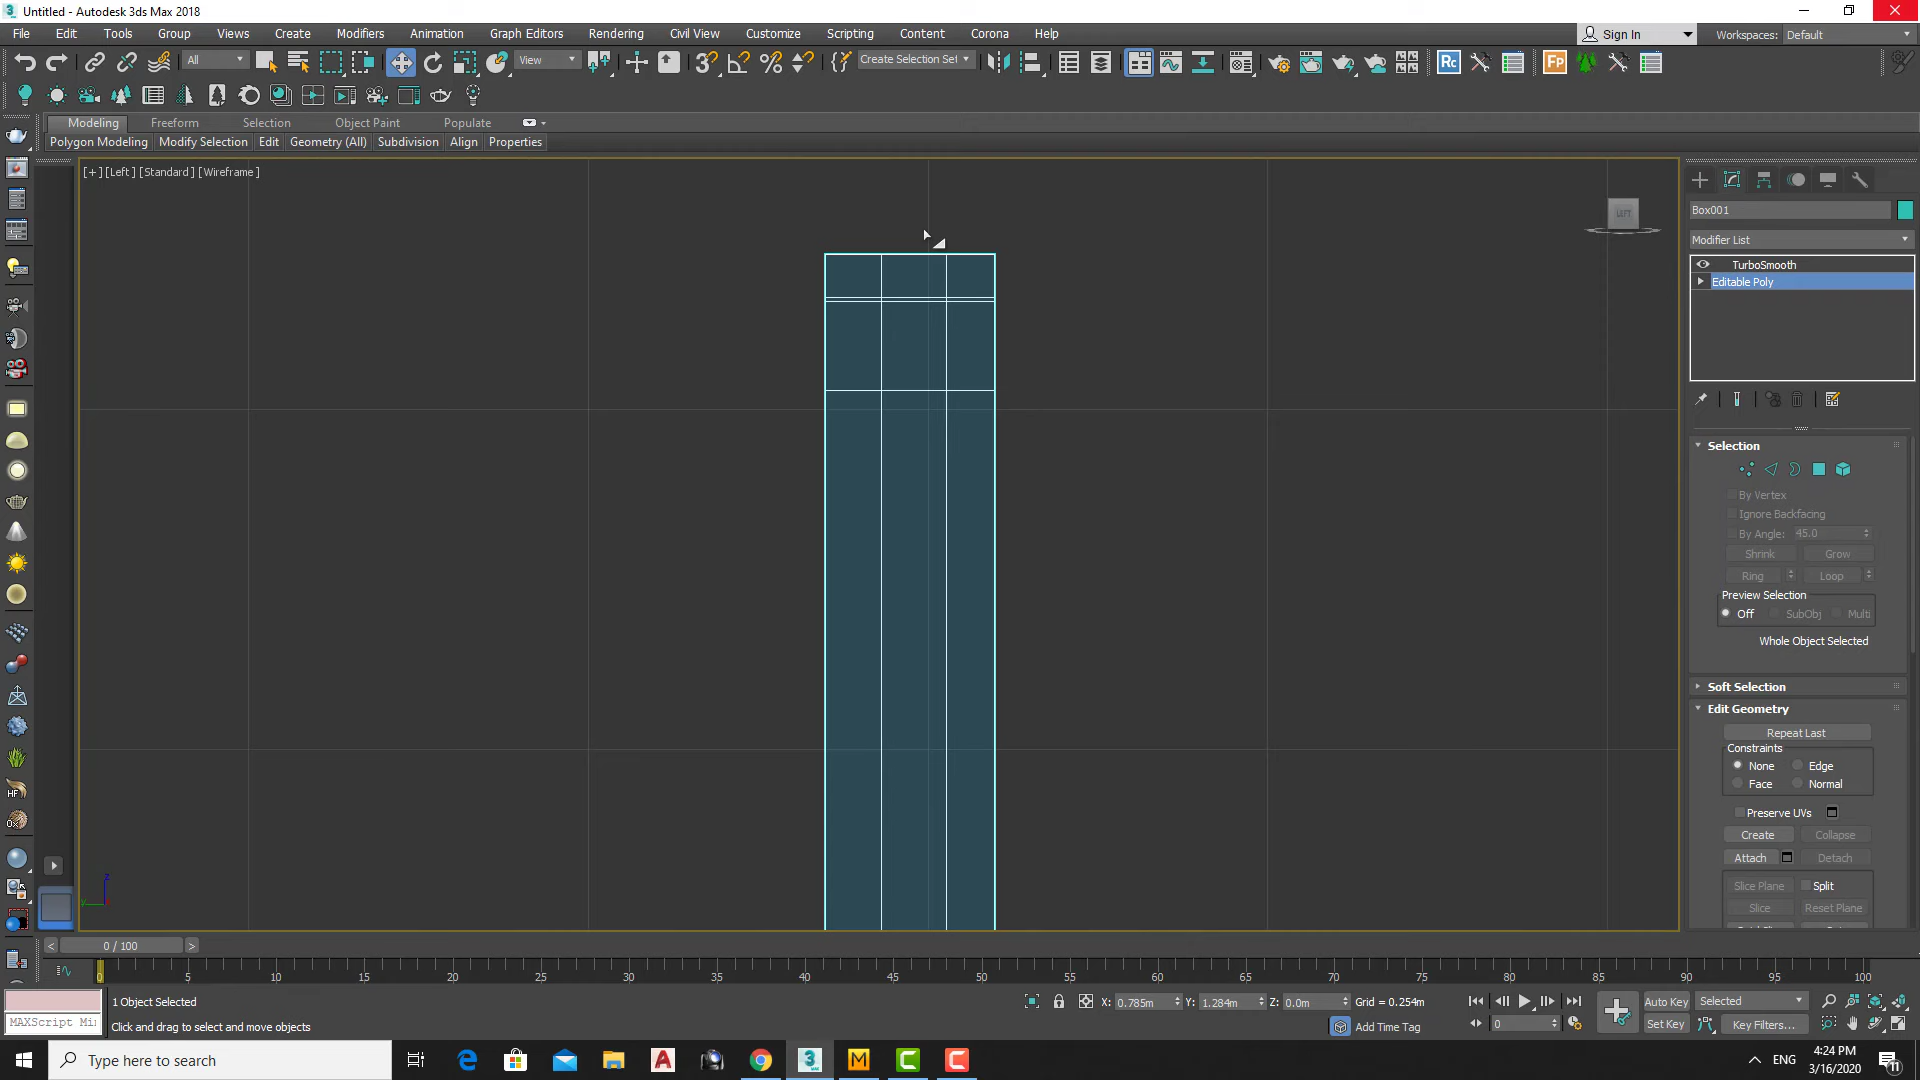 Untitled - Autodesk 3ds Max 2018
File Edit Tools Group Views Create Modifiers Animation Graph Editors Rendering Civil View Customize Scripting Content Corona Help
Sign In Workspaces: Default
All View Create Selection Set Rc Fp
Modeling Freeform Selection Object Paint Populate
Polygon Modeling Modify Selection Edit Geometry (All) Subdivision Align Properties
[+] [Left] [Standard] [Wireframe]
LEFT
Box001
Modifier List
TurboSmooth
Editable Poly
Selection
By Vertex
Ignore Backfacing
By Angle: 45.0
Shrink Grow
Ring Loop
Preview Selection
Off SubObj Multi
Whole Object Selected
Soft Selection
Edit Geometry
Repeat Last
Constraints
None Edge
Face Normal
Preserve UVs
Create Collapse
Attach Detach
Slice Plane Split
Slice Reset Plane
z
y
HF
< 0 / 100 >
0 5 10 15 20 25 30 35 40 45 50 55 60 65 70 75 80 85 90 95 100
1 Object Selected X: 0.785m Y: 1.284m Z: 0.0m Grid = 0.254m Auto Key Selected
MAXScript Mi Click and drag to select and move objects Add Time Tag 0 Set Key Key Filters...
Type here to search
ENG
4:24 PM
3/16/2020
11